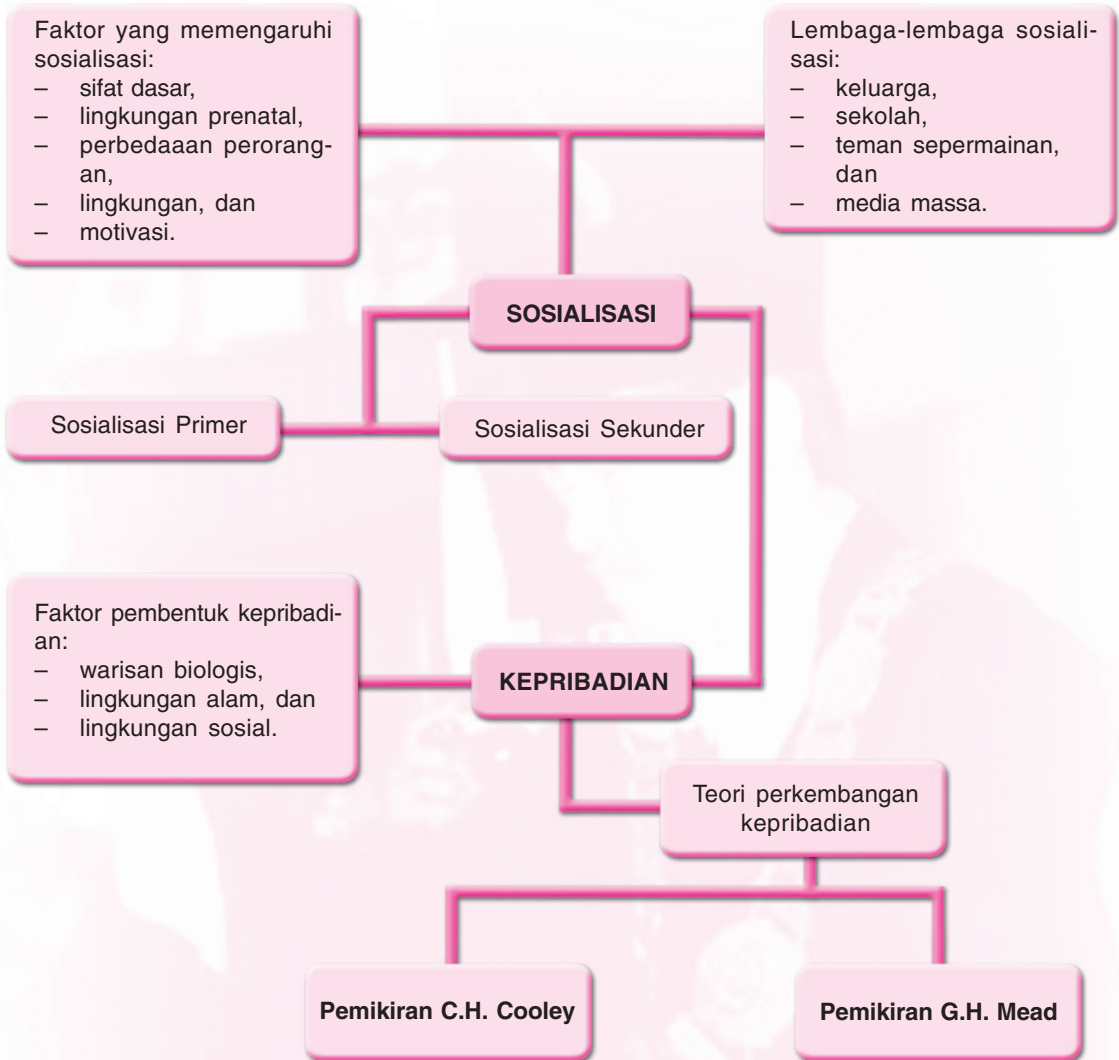 Faktor yang memengaruhi
sosialisasi:
– sifat dasar,
– lingkungan prenatal,
– perbedaaan perorang-
an,
– lingkungan, dan
– motivasi.
Lembaga-lembaga sosiali-
sasi:
– keluarga,
– sekolah,
– teman sepermainan,
dan
– media massa.
SOSIALISASI
Sosialisasi Primer
Sosialisasi Sekunder
Faktor pembentuk kepribadi-
an:
– warisan biologis,
– lingkungan alam, dan
– lingkungan sosial.
KEPRIBADIAN
Teori perkembangan
kepribadian
Pemikiran C.H. Cooley
Pemikiran G.H. Mead